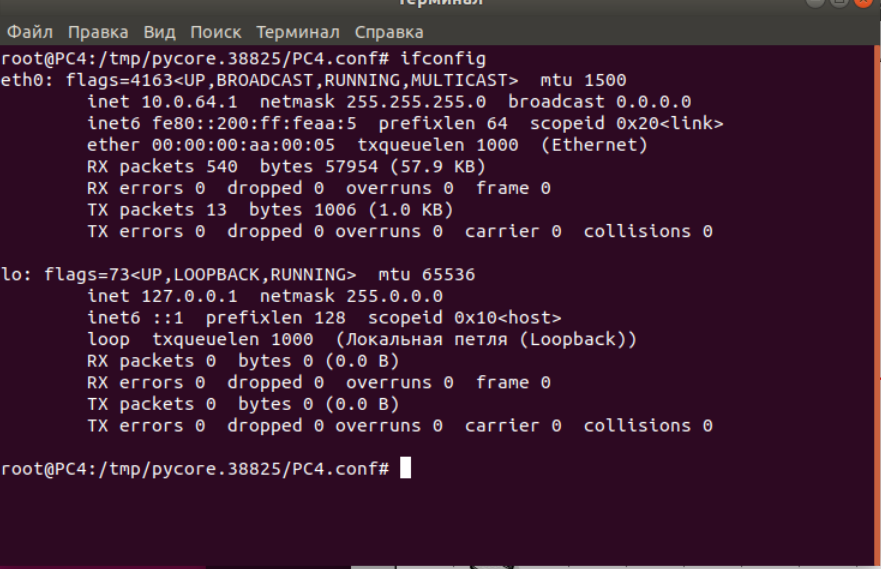 Терминал
Файл Правка Вид Поиск Терминал Справка
root@PC4:/tmp/pycore.38825/PC4.conf# ifconfig
eth0: flags=4163<UP,BROADCAST,RUNNING,MULTICAST>  mtu 1500
        inet 10.0.64.1  netmask 255.255.255.0  broadcast 0.0.0.0
        inet6 fe80::200:ff:feaa:5  prefixlen 64  scopeid 0x20<link>
        ether 00:00:00:aa:00:05  txqueuelen 1000  (Ethernet)
        RX packets 540  bytes 57954 (57.9 KB)
        RX errors 0  dropped 0  overruns 0  frame 0
        TX packets 13  bytes 1006 (1.0 KB)
        TX errors 0  dropped 0 overruns 0  carrier 0  collisions 0
lo: flags=73<UP,LOOPBACK,RUNNING>  mtu 65536
        inet 127.0.0.1  netmask 255.0.0.0
        inet6 ::1  prefixlen 128  scopeid 0x10<host>
        loop  txqueuelen 1000  (Локальная петля (Loopback))
        RX packets 0  bytes 0 (0.0 B)
        RX errors 0  dropped 0  overruns 0  frame 0
        TX packets 0  bytes 0 (0.0 B)
        TX errors 0  dropped 0 overruns 0  carrier 0  collisions 0
root@PC4:/tmp/pycore.38825/PC4.conf#